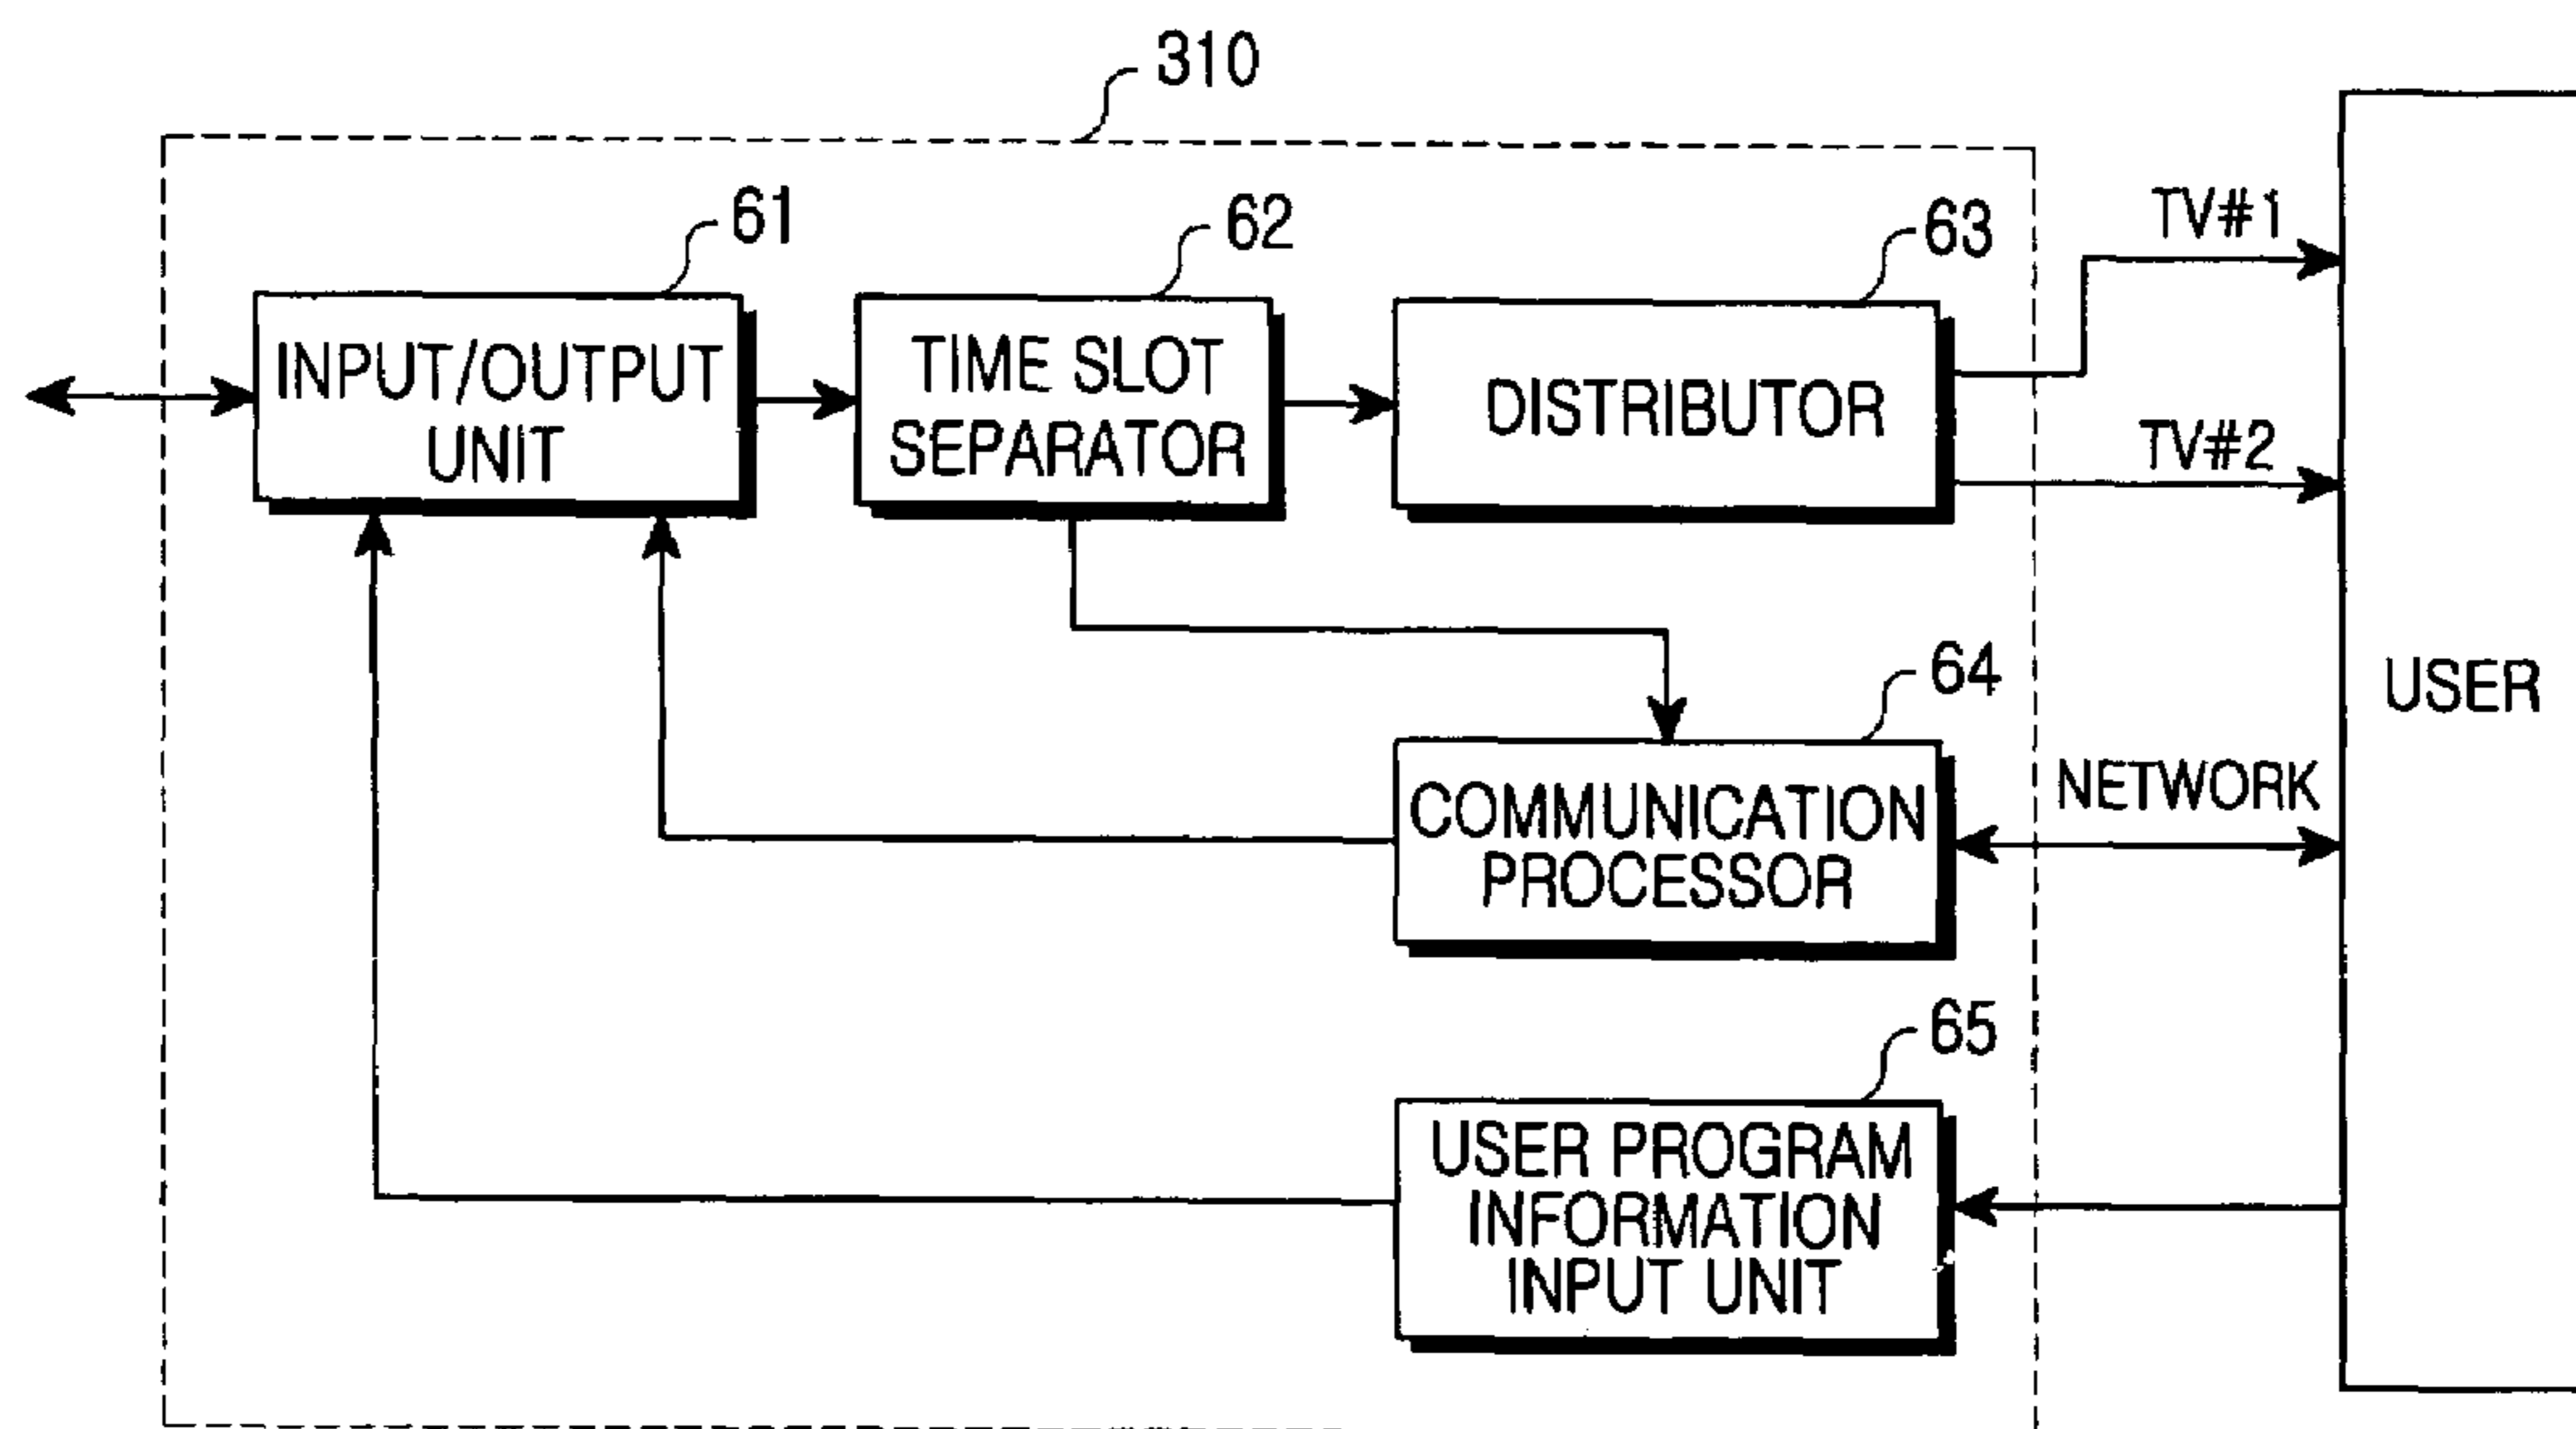 310
61
62
63
TV#1
INPUT/OUTPUT
UNIT
TIME SLOT
SEPARATOR
DISTRIBUTOR
TV#2
64
USER
COMMUNICATION
PROCESSOR
NETWORK
65
USER PROGRAM
INFORMATION
INPUT UNIT